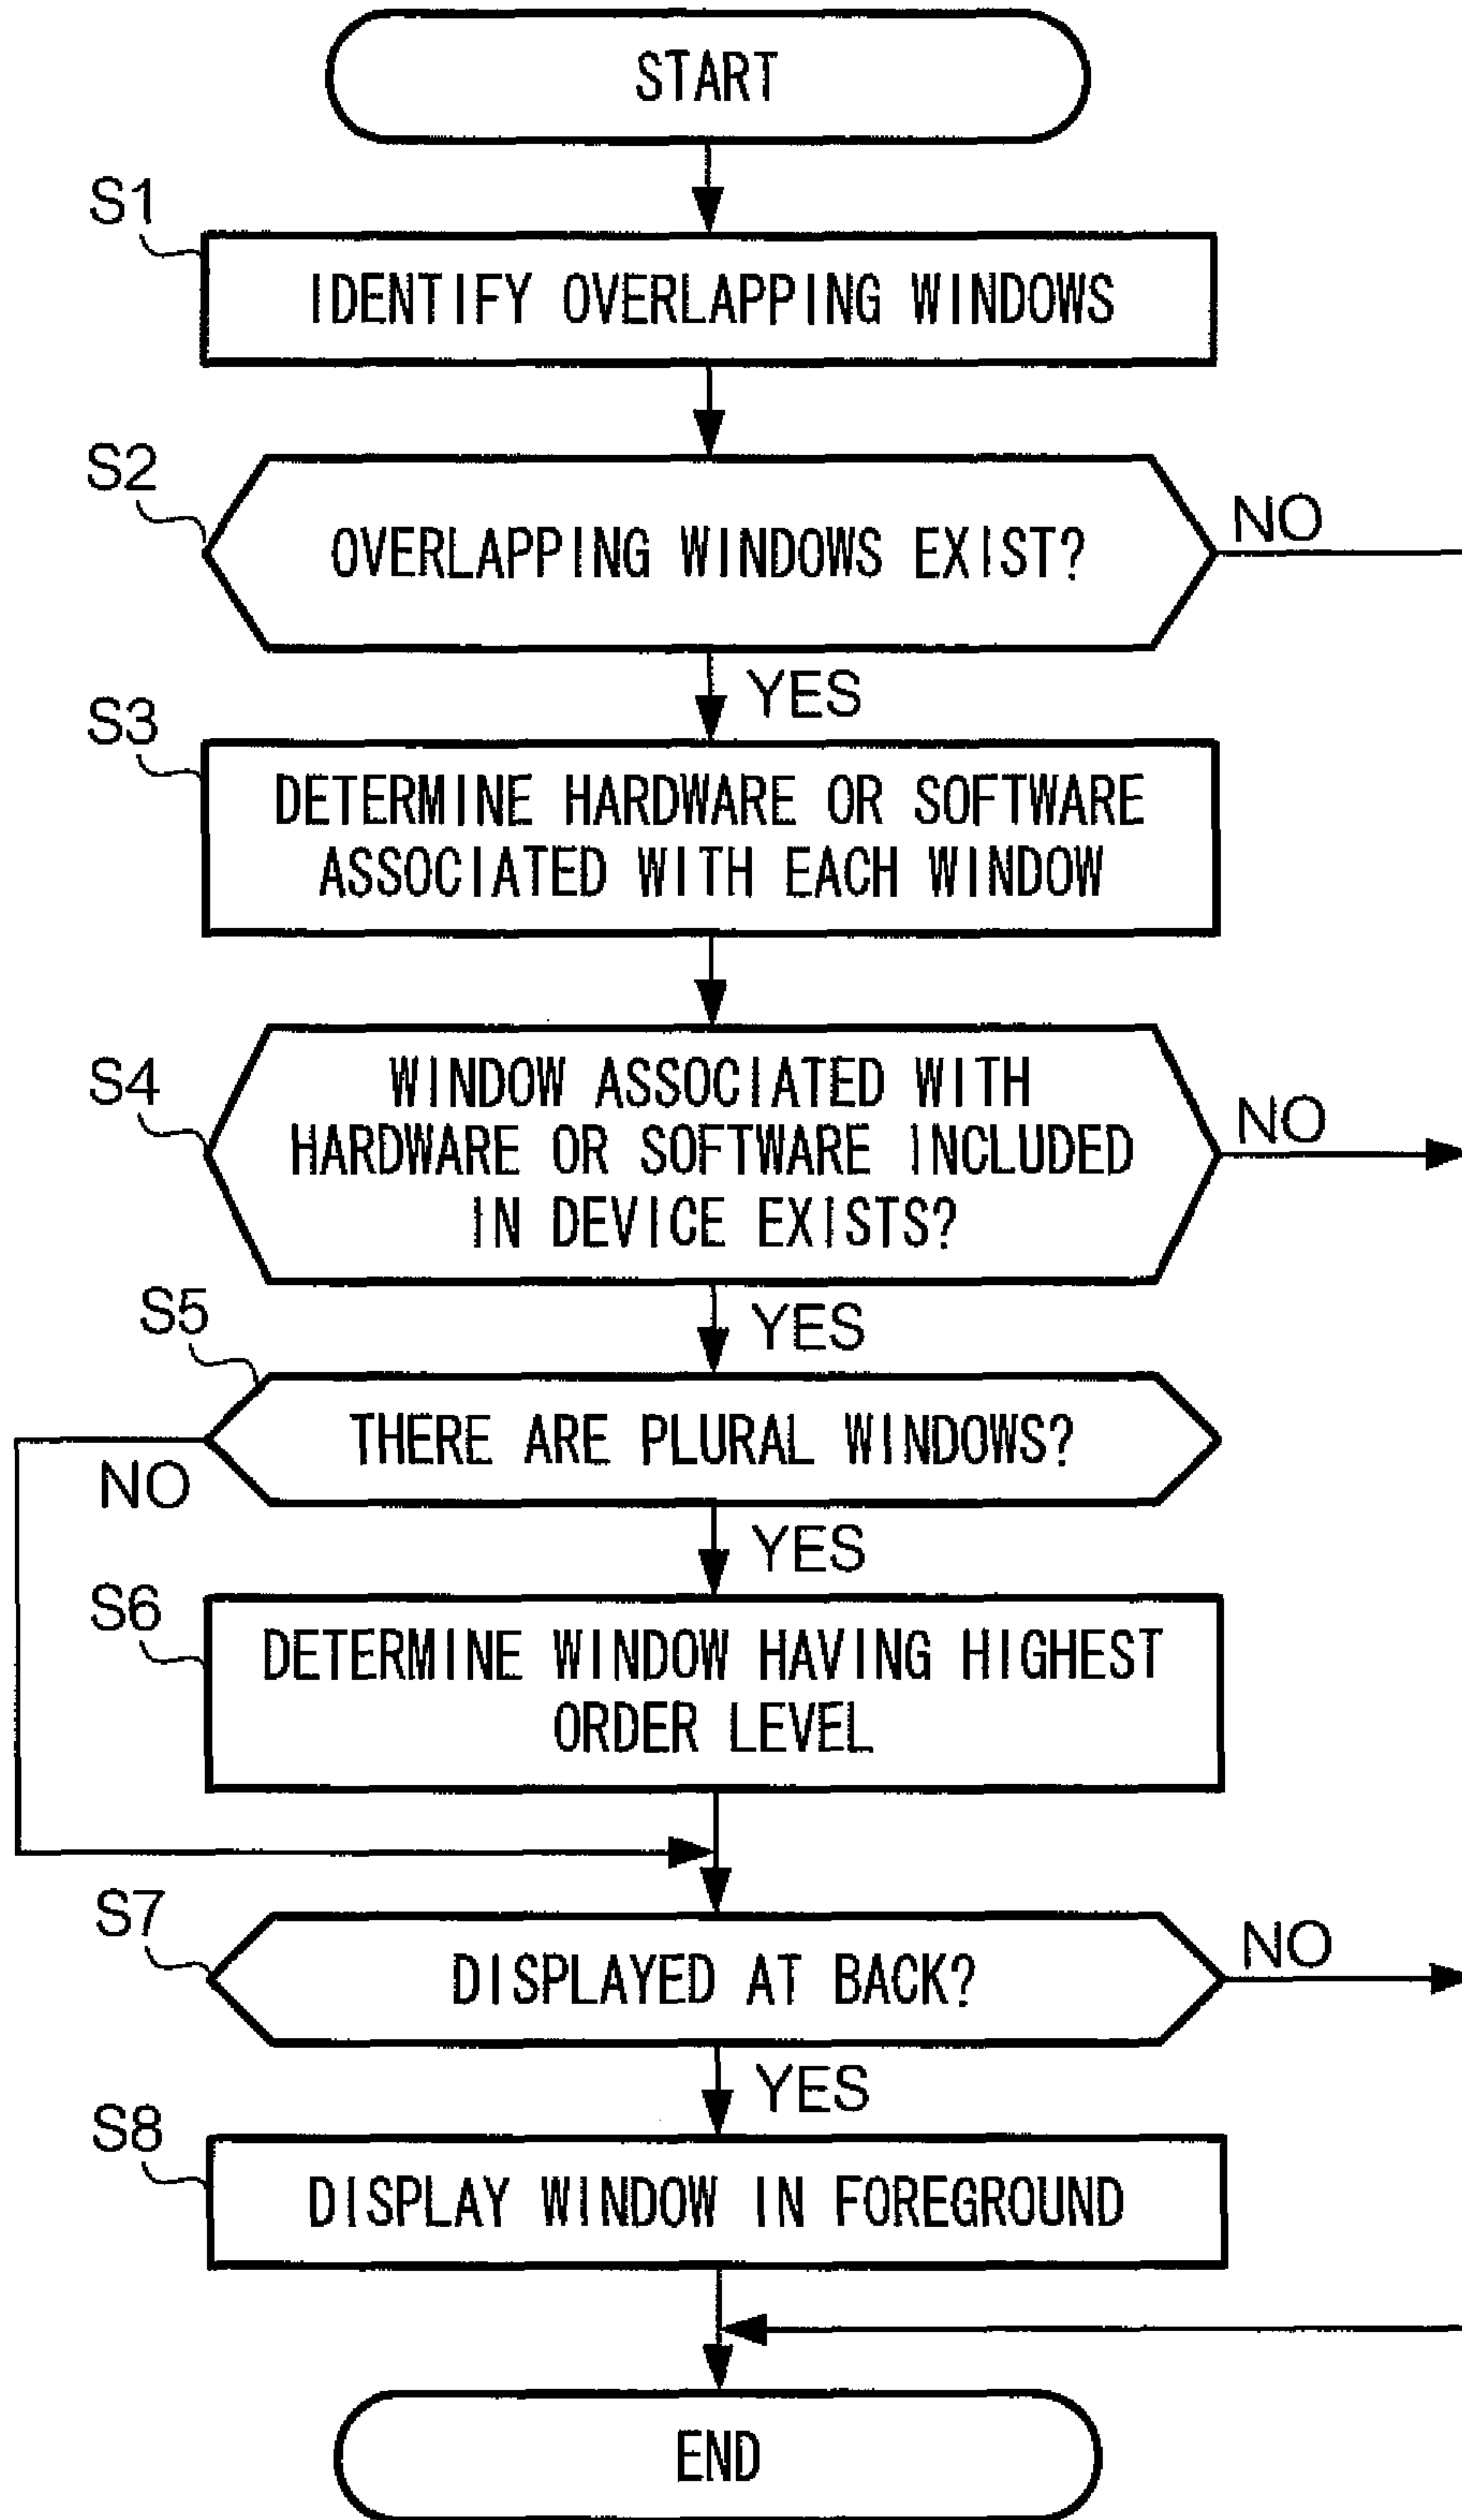 START
S1
IDENTIFY OVERLAPPING WINDOWS
S2
OVERLAPPING WINDOWS EXIST?
NO
YES
S3
DETERMINE HARDWARE OR SOFTWARE
ASSOCIATED WITH EACH WINDOW
S4
WINDOW ASSOCIATED WITH
HARDWARE OR SOFTWARE INCLUDED
IN DEVICE EXISTS?
NO
YES
S5
THERE ARE PLURAL WINDOWS?
NO
YES
S6
DETERMINE WINDOW HAVING HIGHEST
ORDER LEVEL
S7
DISPLAYED AT BACK?
NO
YES
S8
DISPLAY WINDOW IN FOREGROUND
END